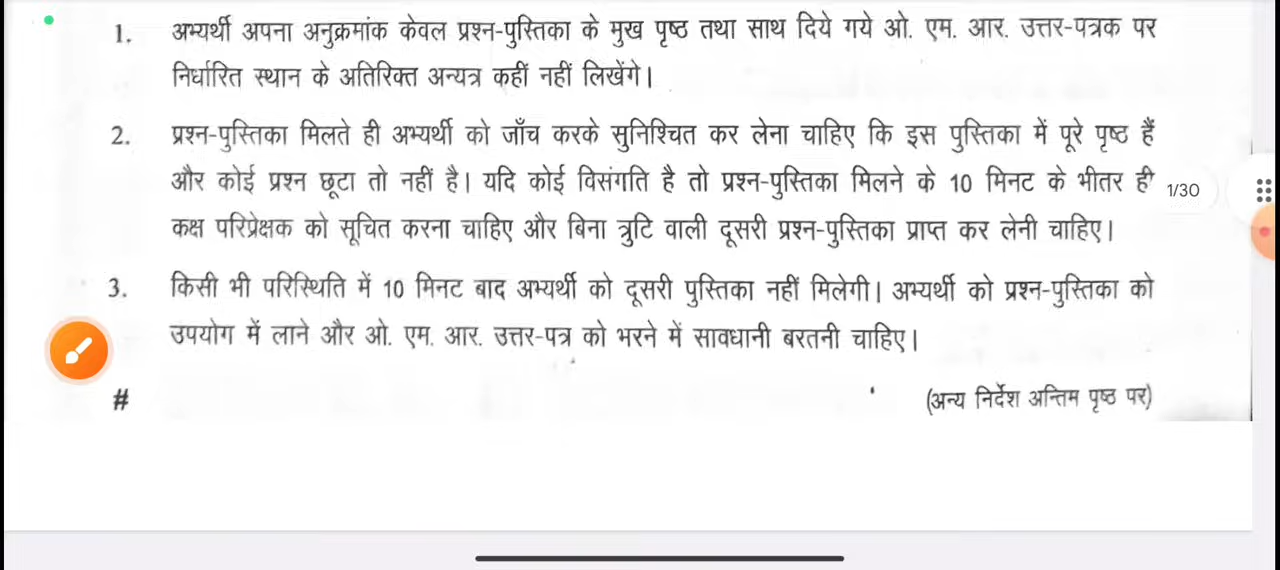 1. अभ्यर्थी अपना अनुक्रमांक केवल प्रश्न-पुस्तिका के मुख पृष्ठ तथा साथ दिये गये ओ. एम. आर. उत्तर-पत्रक पर
निर्धारित स्थान के अतिरिक्त अन्यत्र कहीं नहीं लिखेंगे।
2. प्रश्न-पुस्तिका मिलते ही अभ्यर्थी को जाँच करके सुनिश्चित कर लेना चाहिए कि इस पुस्तिका में पूरे पृष्ठ हैं
और कोई प्रश्न छूटा तो नहीं है। यदि कोई विसंगति है तो प्रश्न-पुस्तिका मिलने के 10 मिनट के भीतर ही
1/30
कक्ष परिप्रेक्षक को सूचित करना चाहिए और बिना त्रुटि वाली दूसरी प्रश्न-पुस्तिका प्राप्त कर लेनी चाहिए।
3. किसी भी परिस्थिति में 10 मिनट बाद अभ्यर्थी को दूसरी पुस्तिका नहीं मिलेगी। अभ्यर्थी को प्रश्न-पुस्तिका को
उपयोग में लाने और ओ. एम. आर. उत्तर-पत्र को भरने में सावधानी बरतनी चाहिए।
# (अन्य निर्देश अन्तिम पृष्ठ पर)